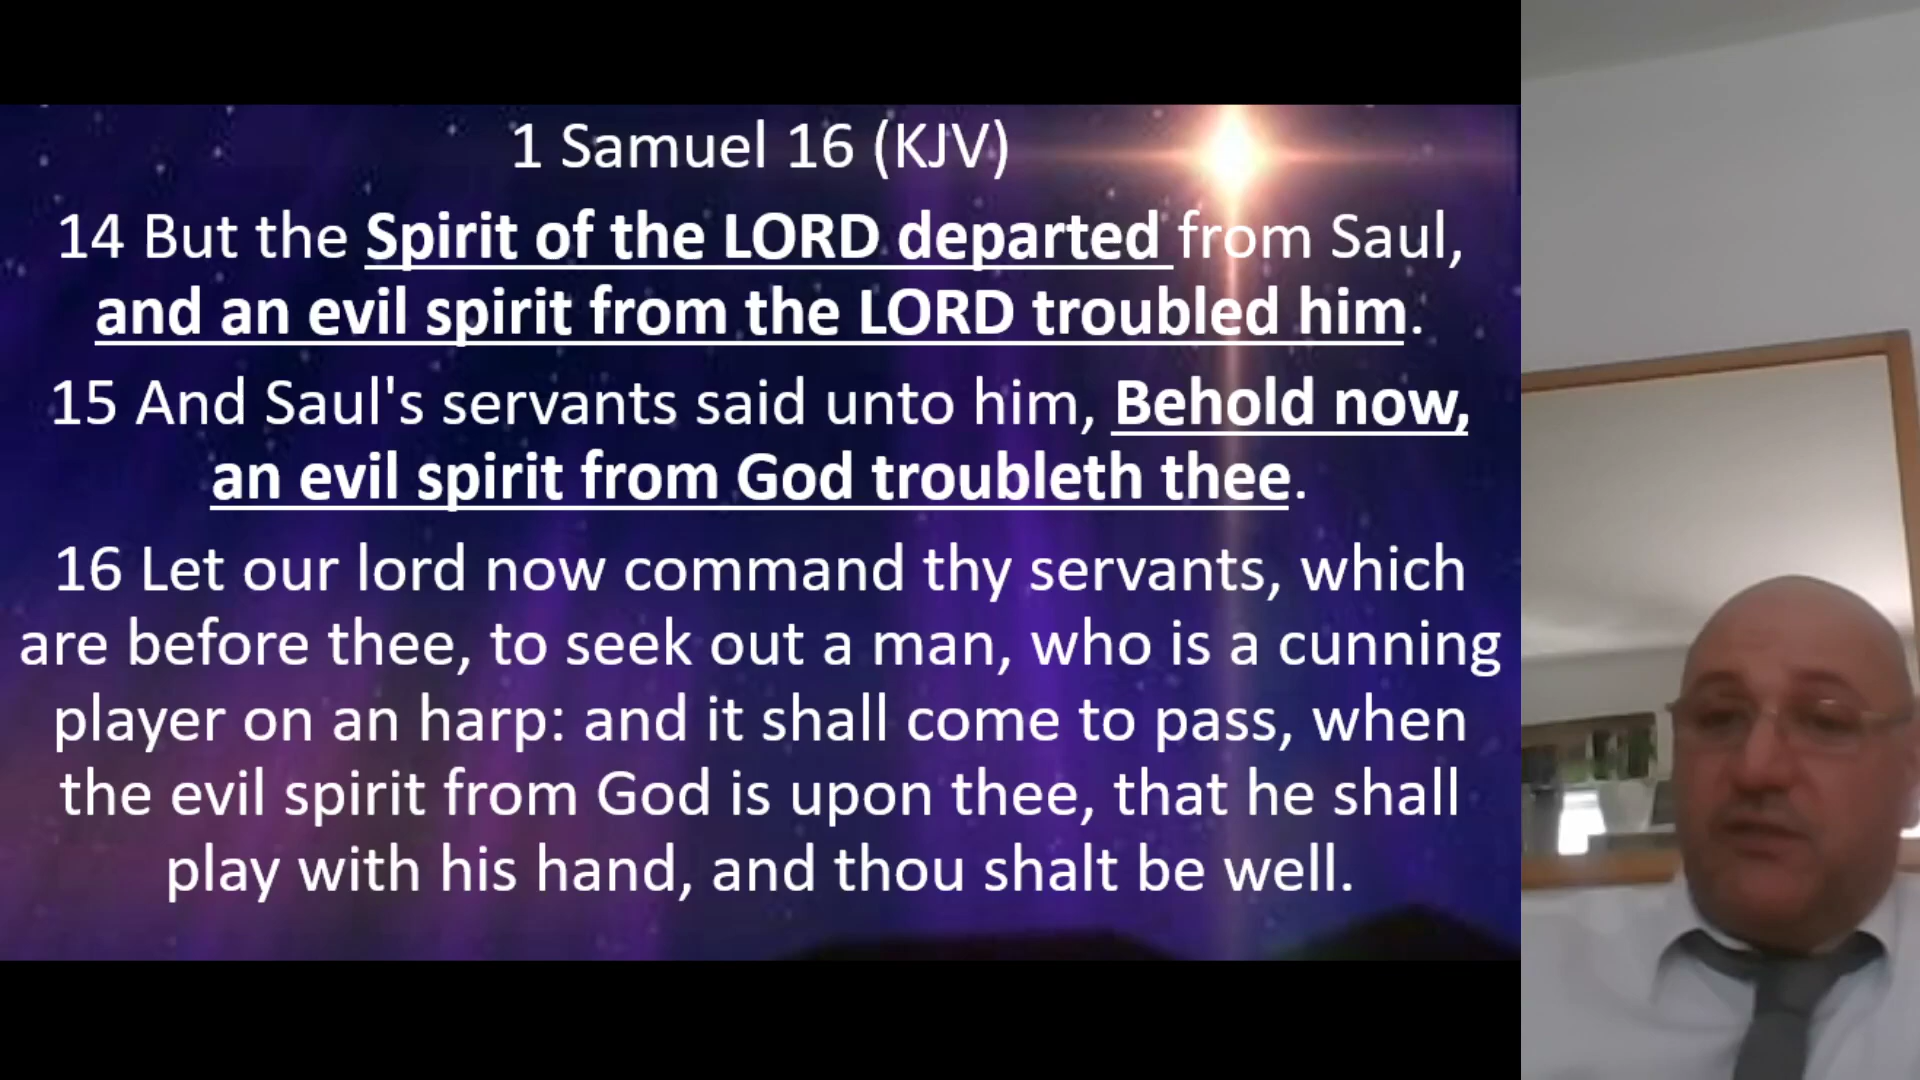 1 Samuel 16 (KJV)
14 But the Spirit of the LORD departed from Saul,
and an evil spirit from the LORD troubled him.
15 And Saul's servants said unto him, Behold now,
an evil spirit from God troubleth thee.
16 Let our lord now command thy servants, which
are before thee, to seek out a man, who is a cunning
player on an harp: and it shall come to pass, when
the evil spirit from God is upon thee, that he shall
play with his hand, and thou shalt be well.